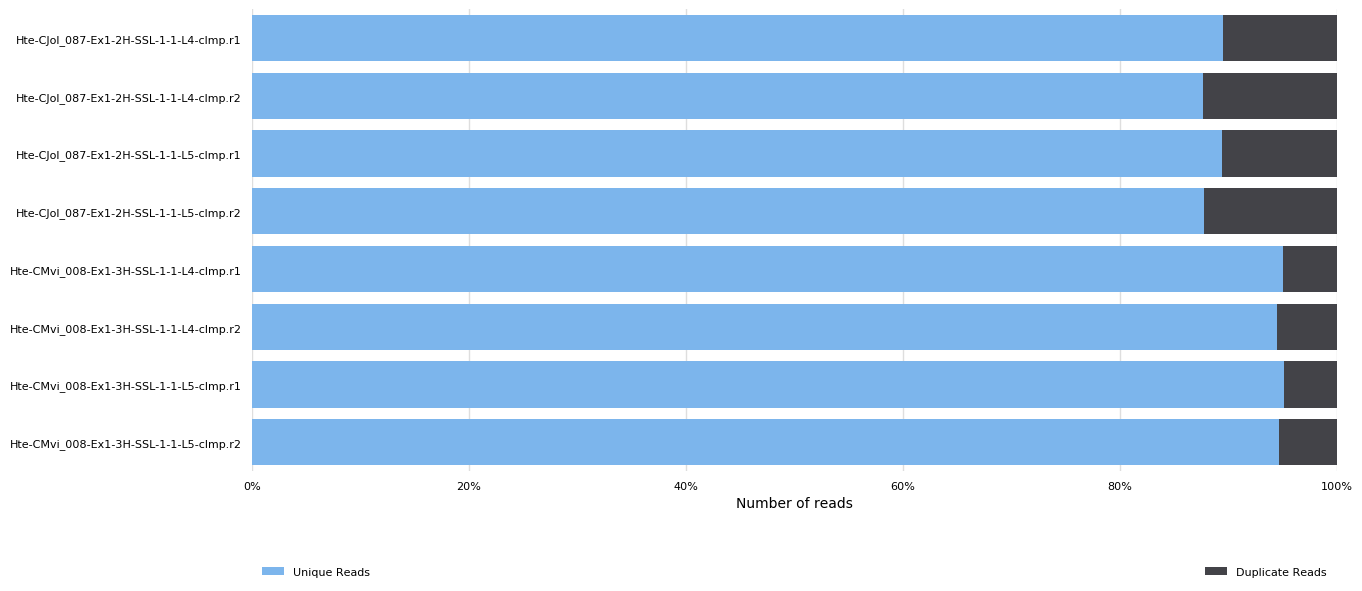 Hte-CJol_087-Ex1-2H-SSL-1-1-L4-clmp.r1
Hte-CJol_087-Ex1-2H-SSL-1-1-L4-clmp.r2
Hte-CJol_087-Ex1-2H-SSL-1-1-L5-clmp.r1
Hte-CJol_087-Ex1-2H-SSL-1-1-L5-clmp.r2
Hte-CMvi_008-Ex1-3H-SSL-1-1-L4-clmp.r1
Hte-CMvi_008-Ex1-3H-SSL-1-1-L4-clmp.r2
Hte-CMvi_008-Ex1-3H-SSL-1-1-L5-clmp.r1
Hte-CMvi_008-Ex1-3H-SSL-1-1-L5-clmp.r2
0% 20% 40% 60% 80% 100%
Number of reads
Unique Reads Duplicate Reads